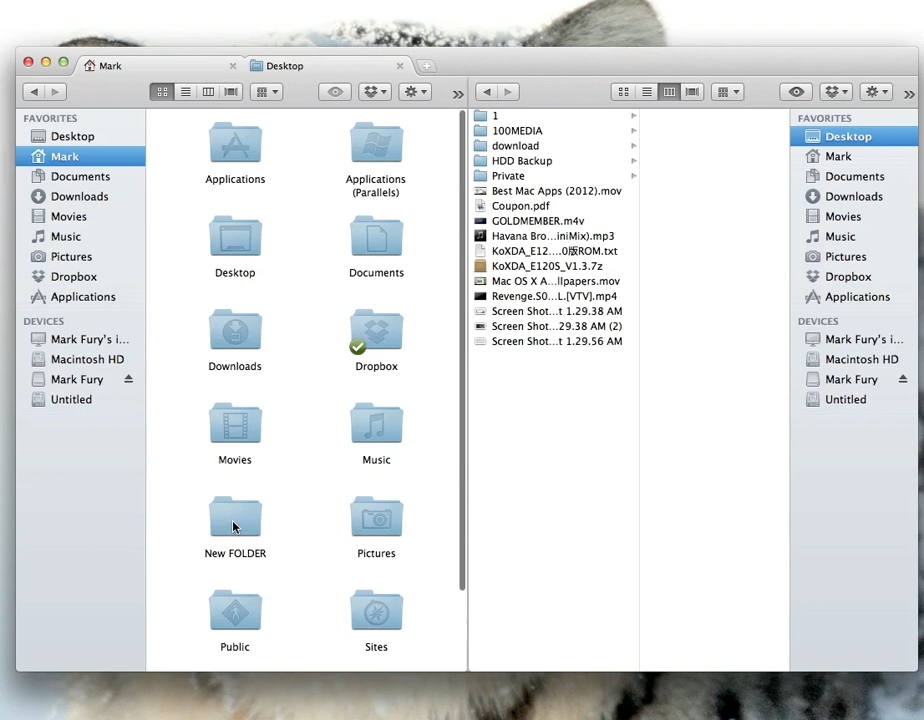 Mark
Desktop
FAVORITES
Desktop
Mark
Documents
Downloads
Movies
Music
Pictures
Dropbox
Applications
DEVICES
Mark Fury's i...
Macintosh HD
Mark Fury
Untitled
Applications
Applications
(Parallels)
Desktop
Documents
Downloads
Dropbox
Movies
Music
New FOLDER
Pictures
Public
Sites
1
100MEDIA
download
HDD Backup
Private
Best Mac Apps (2012).mov
Coupon.pdf
GOLDMEMBER.m4v
Havana Bro...iniMix).mp3
KoXDA_E12....0版ROM.txt
KoXDA_E120S_V1.3.7z
Mac OS X A...llpapers.mov
Revenge.S0...L.[VTV].mp4
Screen Shot...t 1.29.38 AM
Screen Shot....29.38 AM (2)
Screen Shot...t 1.29.56 AM
FAVORITES
Desktop
Mark
Documents
Downloads
Movies
Music
Pictures
Dropbox
Applications
DEVICES
Mark Fury's i...
Macintosh HD
Mark Fury
Untitled